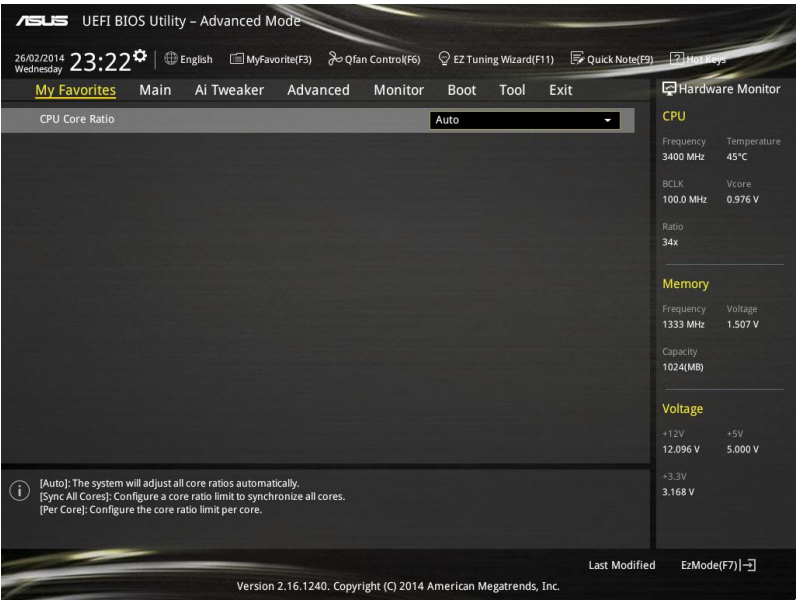 ASUS UEFI BIOS Utility – Advanced Mode
26/02/2014
Wednesday
23:22
English
MyFavorite(F3)
Qfan Control(F6)
EZ Tuning Wizard(F11)
Quick Note(F9)
? Hot Keys
My Favorites Main Ai Tweaker Advanced Monitor Boot Tool Exit
CPU Core Ratio Auto
[Auto]: The system will adjust all core ratios automatically.
[Sync All Cores]: Configure a core ratio limit to synchronize all cores.
[Per Core]: Configure the core ratio limit per core.
Hardware Monitor
CPU
Frequency Temperature
3400 MHz 45°C
BCLK Vcore
100.0 MHz 0.976 V
Ratio
34x
Memory
Frequency Voltage
1333 MHz 1.507 V
Capacity
1024(MB)
Voltage
+12V +5V
12.096 V 5.000 V
+3.3V
3.168 V
Last Modified EzMode(F7)
Version 2.16.1240. Copyright (C) 2014 American Megatrends, Inc.